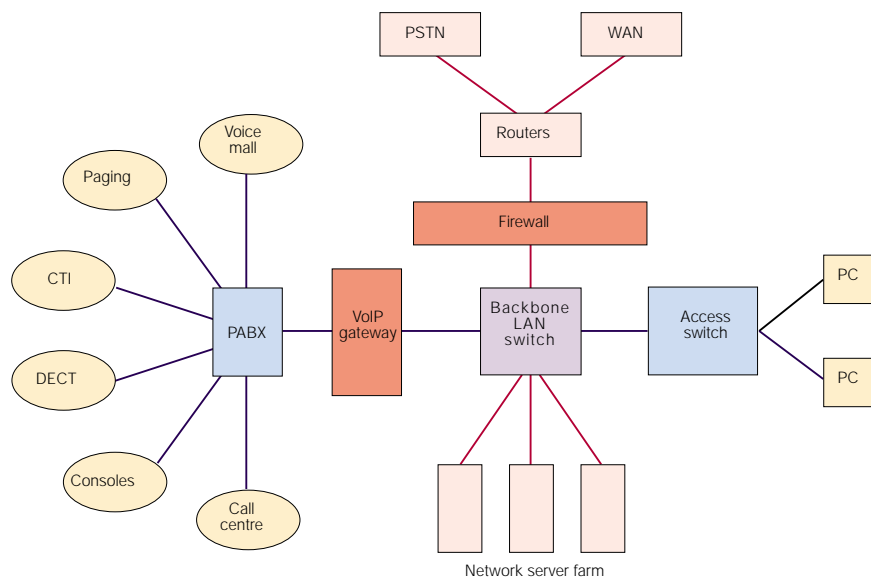 PSTN
WAN
Routers
Firewall
Voice
mall
Paging
CTI
DECT
Consoles
Call
centre
PABX
VoIP
gateway
Backbone
LAN
switch
Access
switch
PC
PC
Network server farm